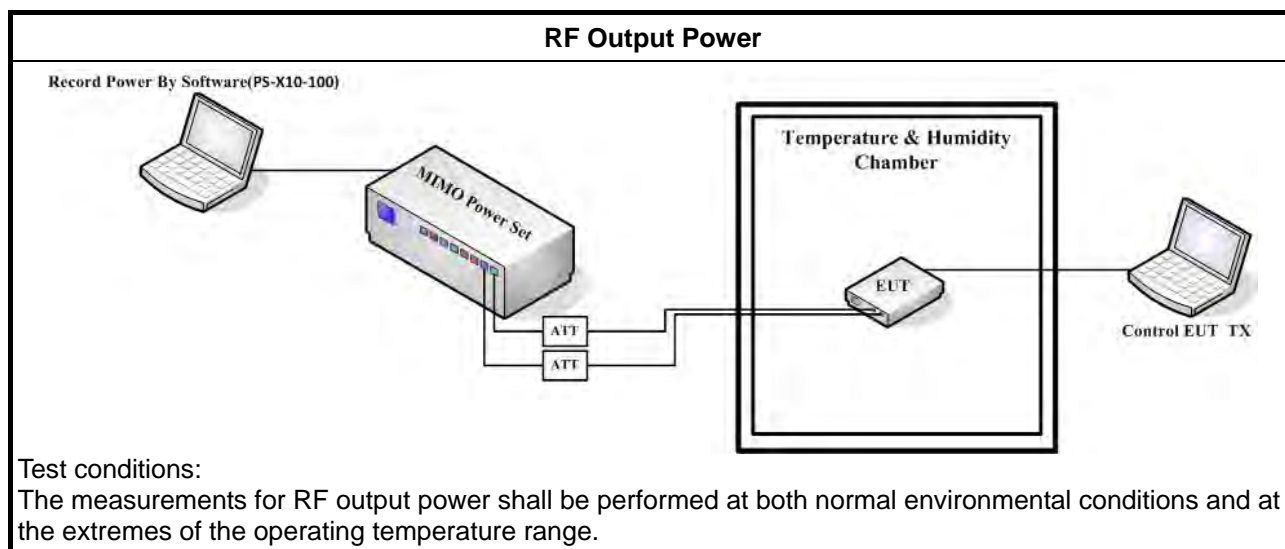 RF Output Power
Record Power By Software(PS-X10-100)
MIMO Power Set
Temperature & Humidity
Chamber
EUT
ATT
ATT
Control EUT TX
Test conditions:
The measurements for RF output power shall be performed at both normal environmental conditions and at
the extremes of the operating temperature range.